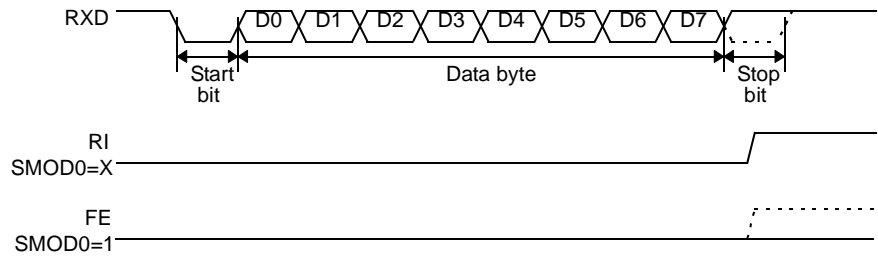 RXD D0 D1 D2 D3 D4 D5 D6 D7
Start bit Data byte Stop bit
RI
SMOD0=X
FE
SMOD0=1